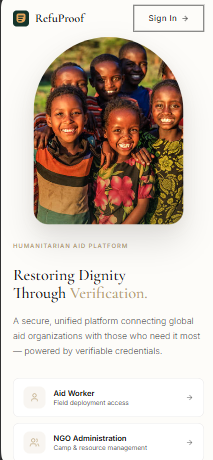 RefuProof
Sign In →
HUMANITARIAN AID PLATFORM
Restoring Dignity
Through Verification.
A secure, unified platform connecting global
aid organizations with those who need it most
— powered by verifiable credentials.
Aid Worker
Field deployment access
→
NGO Administration
Camp & resource management
→